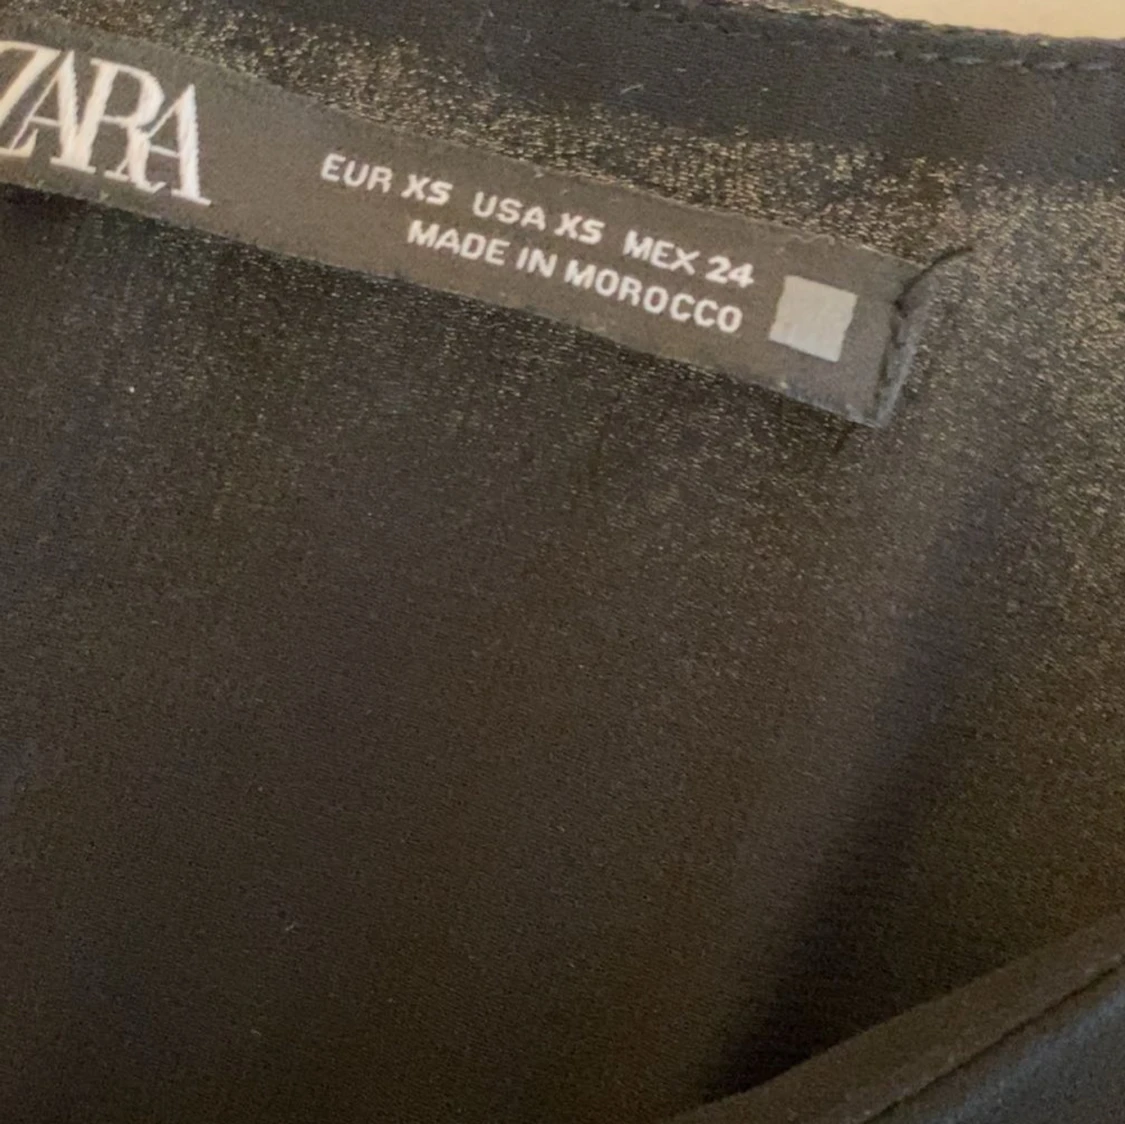 ZARA
EUR XS USA XS MEX 24
MADE IN MOROCCO